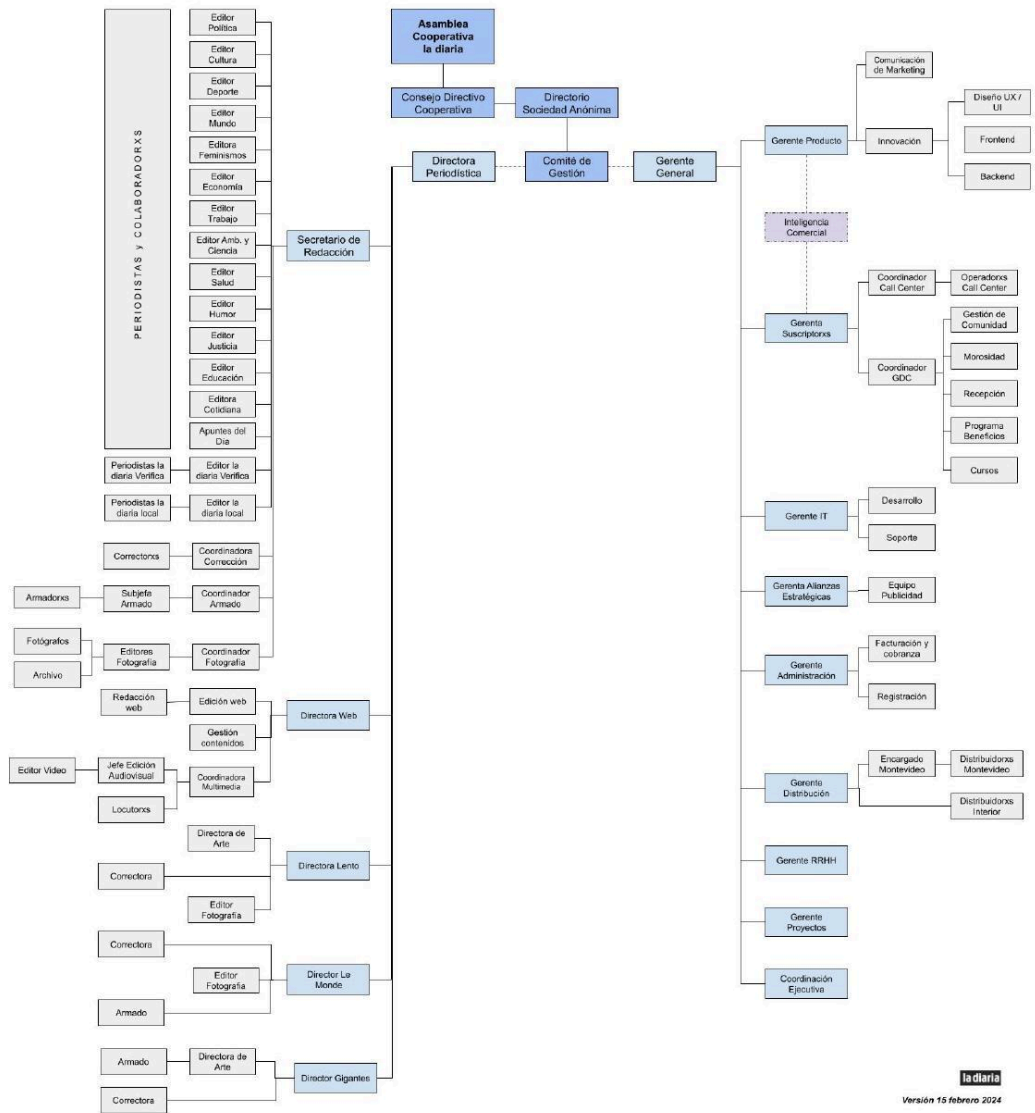 Asamblea
Cooperativa
la diaria
Consejo Directivo
Cooperativa
Directorio
Sociedad Anónima
Directora
Periodística
Comité de
Gestión
Gerente
General
PERIODISTAS y COLABORADORXS
Editor
Política
Editor
Cultura
Editor
Deporte
Editor
Mundo
Editora
Feminismos
Editor
Economía
Editor
Trabajo
Editor Amb. y
Ciencia
Editor
Salud
Editor
Humor
Editor
Justicia
Editor
Educación
Editora
Cotidiana
Apuntes del
Día
Periodistas la
diaria Verifica
Editor la
diaria Verifica
Periodistas la
diaria local
Editor la
diaria local
Secretario de
Redacción
Correctorxs
Coordinadora
Corrección
Armadorxs
Subjefa
Armado
Coordinador
Armado
Fotógrafos
Archivo
Editores
Fotografía
Coordinador
Fotografía
Redacción
web
Edición web
Gestión
contenidos
Directora Web
Editor Video
Jefe Edición
Audiovisual
Locutorxs
Coordinadora
Multimedia
Directora de
Arte
Correctora
Editor
Fotografía
Directora Lento
Correctora
Editor
Fotografía
Armado
Director Le
Monde
Armado
Directora de
Arte
Correctora
Director Gigantes
Gerente Producto
Comunicación
de Marketing
Innovación
Diseño UX /
UI
Frontend
Backend
Inteligencia
Comercial
Gerenta
Suscriptorxs
Coordinador
Call Center
Operadorxs
Call Center
Coordinador
GDC
Gestión de
Comunidad
Morosidad
Recepción
Programa
Beneficios
Cursos
Gerente IT
Desarrollo
Soporte
Gerenta Alianzas
Estratégicas
Equipo
Publicidad
Gerente
Administración
Facturación y
cobranza
Registración
Gerente
Distribución
Encargado
Montevideo
Distribuidorxs
Montevideo
Distribuidorxs
Interior
Gerente RRHH
Gerente
Proyectos
Coordinación
Ejecutiva
la diaria
Versión 15 febrero 2024